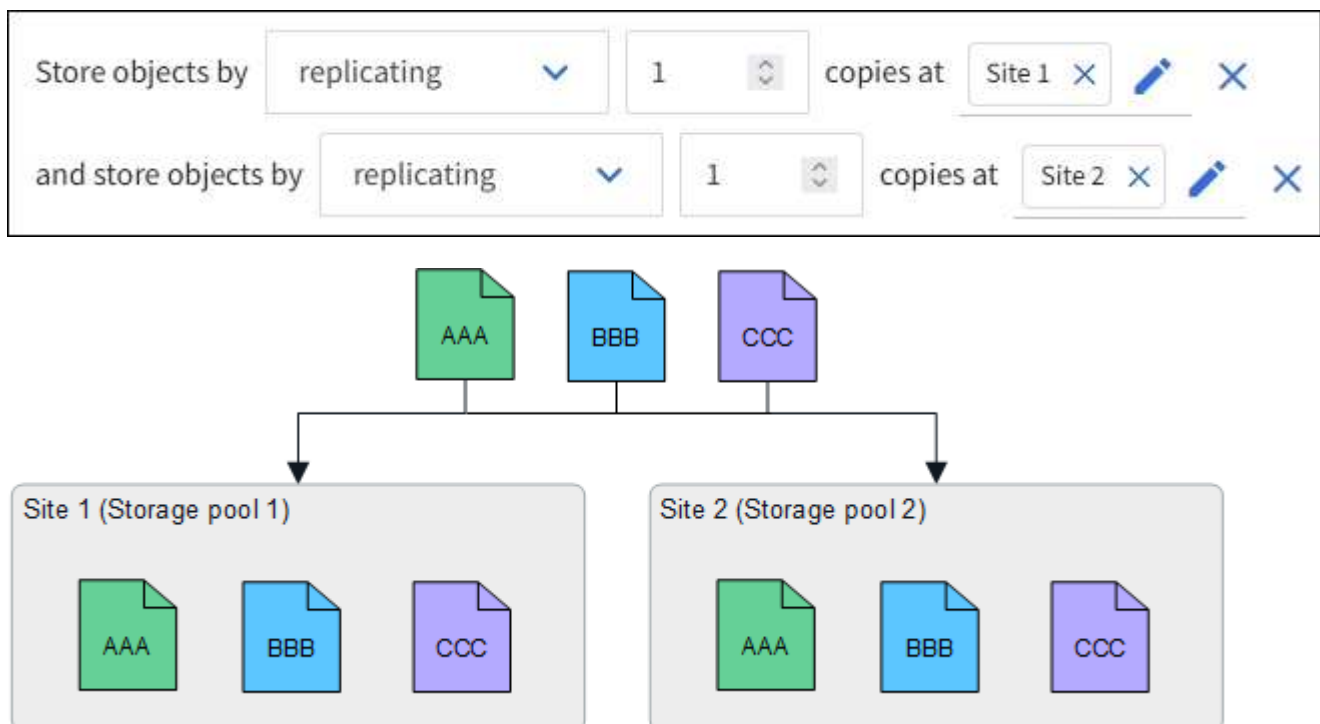 Store objects by replicating 1 copies at Site 1
and store objects by replicating 1 copies at Site 2
AAA BBB CCC
Site 1 (Storage pool 1) Site 2 (Storage pool 2)
AAA BBB CCC AAA BBB CCC